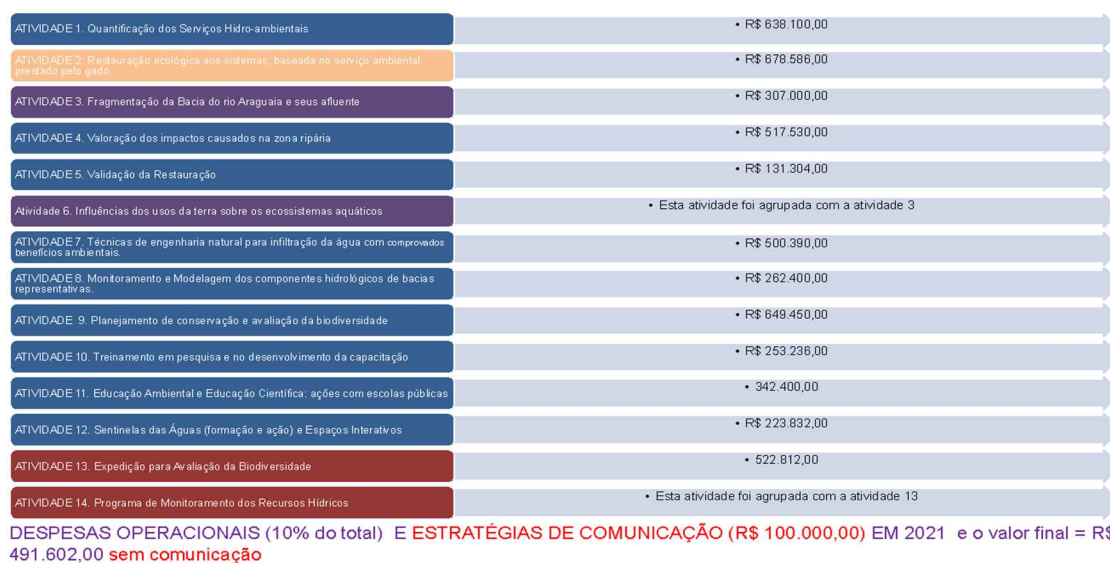 ATIVIDADE 1. Quantificação dos Serviços Hidro-ambientais
• R$ 638.100,00
ATIVIDADE 2. Restauração ecológica aos sistemas, baseada no serviço ambiental
prestado pelo gado.
• R$ 678.586,00
ATIVIDADE 3. Fragmentação da Bacia do rio Araguaia e seus afluente
• R$ 307.000,00
ATIVIDADE 4. Valoração dos impactos causados na zona ripária
• R$ 517.530,00
ATIVIDADE 5. Validação da Restauração
• R$ 131.304,00
Atividade 6. Influências dos usos da terra sobre os ecossistemas aquáticos
• Esta atividade foi agrupada com a atividade 3
ATIVIDADE 7. Técnicas de engenharia natural para infiltração da água com comprovados
benefícios ambientais.
• R$ 500.390,00
ATIVIDADE 8. Monitoramento e Modelagem dos componentes hidrológicos de bacias
representativas.
• R$ 262.400,00
ATIVIDADE 9. Planejamento de conservação e avaliação da biodiversidade
• R$ 649.450,00
ATIVIDADE 10. Treinamento em pesquisa e no desenvolvimento da capacitação
• R$ 253.236,00
ATIVIDADE 11. Educação Ambiental e Educação Científica: ações com escolas públicas
• 342.400,00
ATIVIDADE 12. Sentinelas das Águas (formação e ação) e Espaços Interativos
• R$ 223.832,00
ATIVIDADE 13. Expedição para Avaliação da Biodiversidade
• 522.812,00
ATIVIDADE 14. Programa de Monitoramento dos Recursos Hídricos
• Esta atividade foi agrupada com a atividade 13
DESPESAS OPERACIONAIS (10% do total) E ESTRATÉGIAS DE COMUNICAÇÃO (R$ 100.000,00) EM 2021 e o valor final = R$
491.602,00 sem comunicação